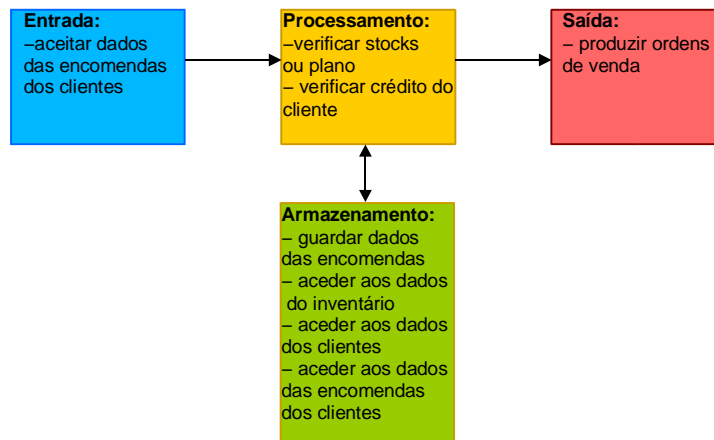 Entrada:
–aceitar dados
das encomendas
dos clientes
Processamento:
–verificar stocks
ou plano
– verificar crédito do
cliente
Saída:
– produzir ordens
de venda
Armazenamento:
– guardar dados
das encomendas
– aceder aos dados
do inventário
– aceder aos dados
dos clientes
– aceder aos dados
das encomendas
dos clientes